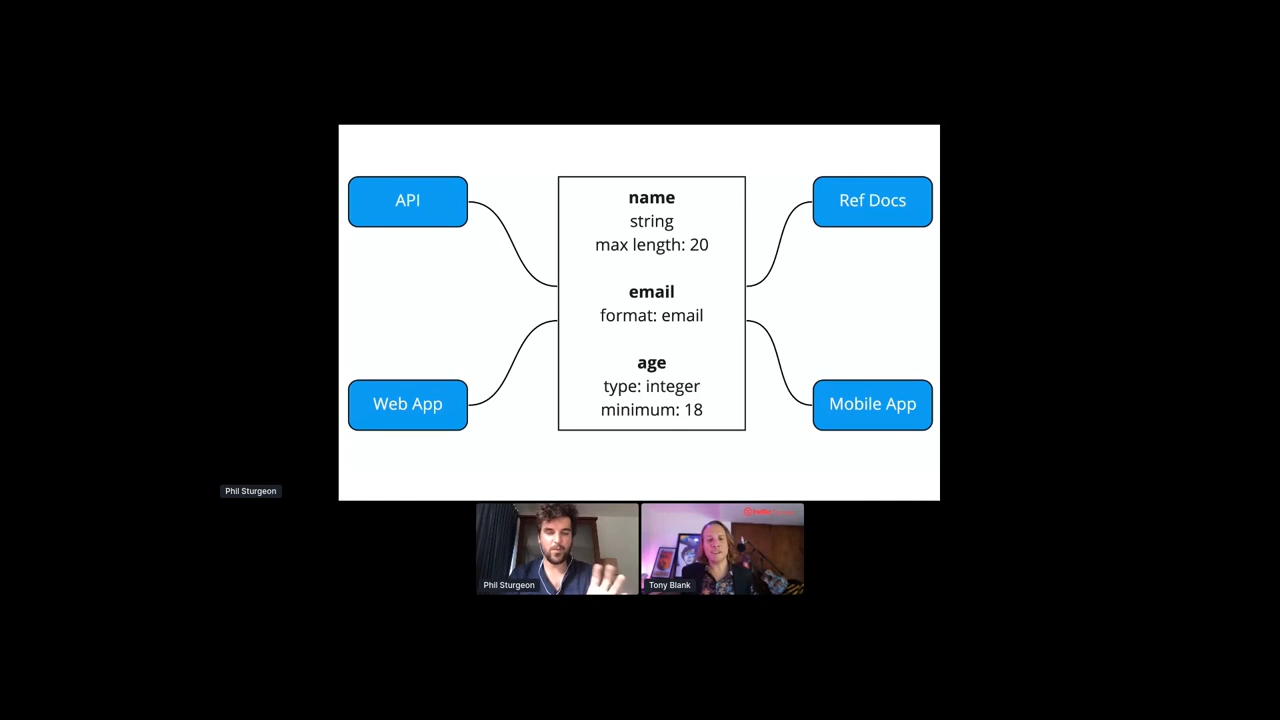 API
name
string
max length: 20
email
format: email
age
type: integer
minimum: 18
Ref Docs
Web App
Mobile App
Phil Sturgeon
Phil Sturgeon
Tony Blank